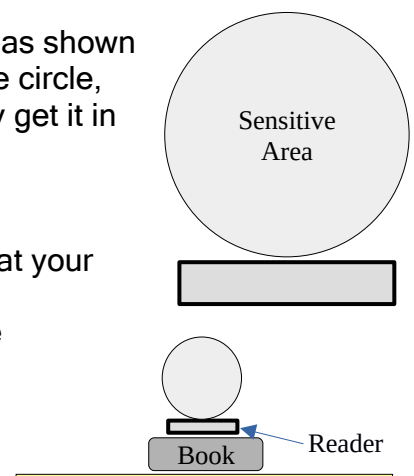 as shown
e circle,
y get it in
Sensitive
Area
at your
e
Reader
Book